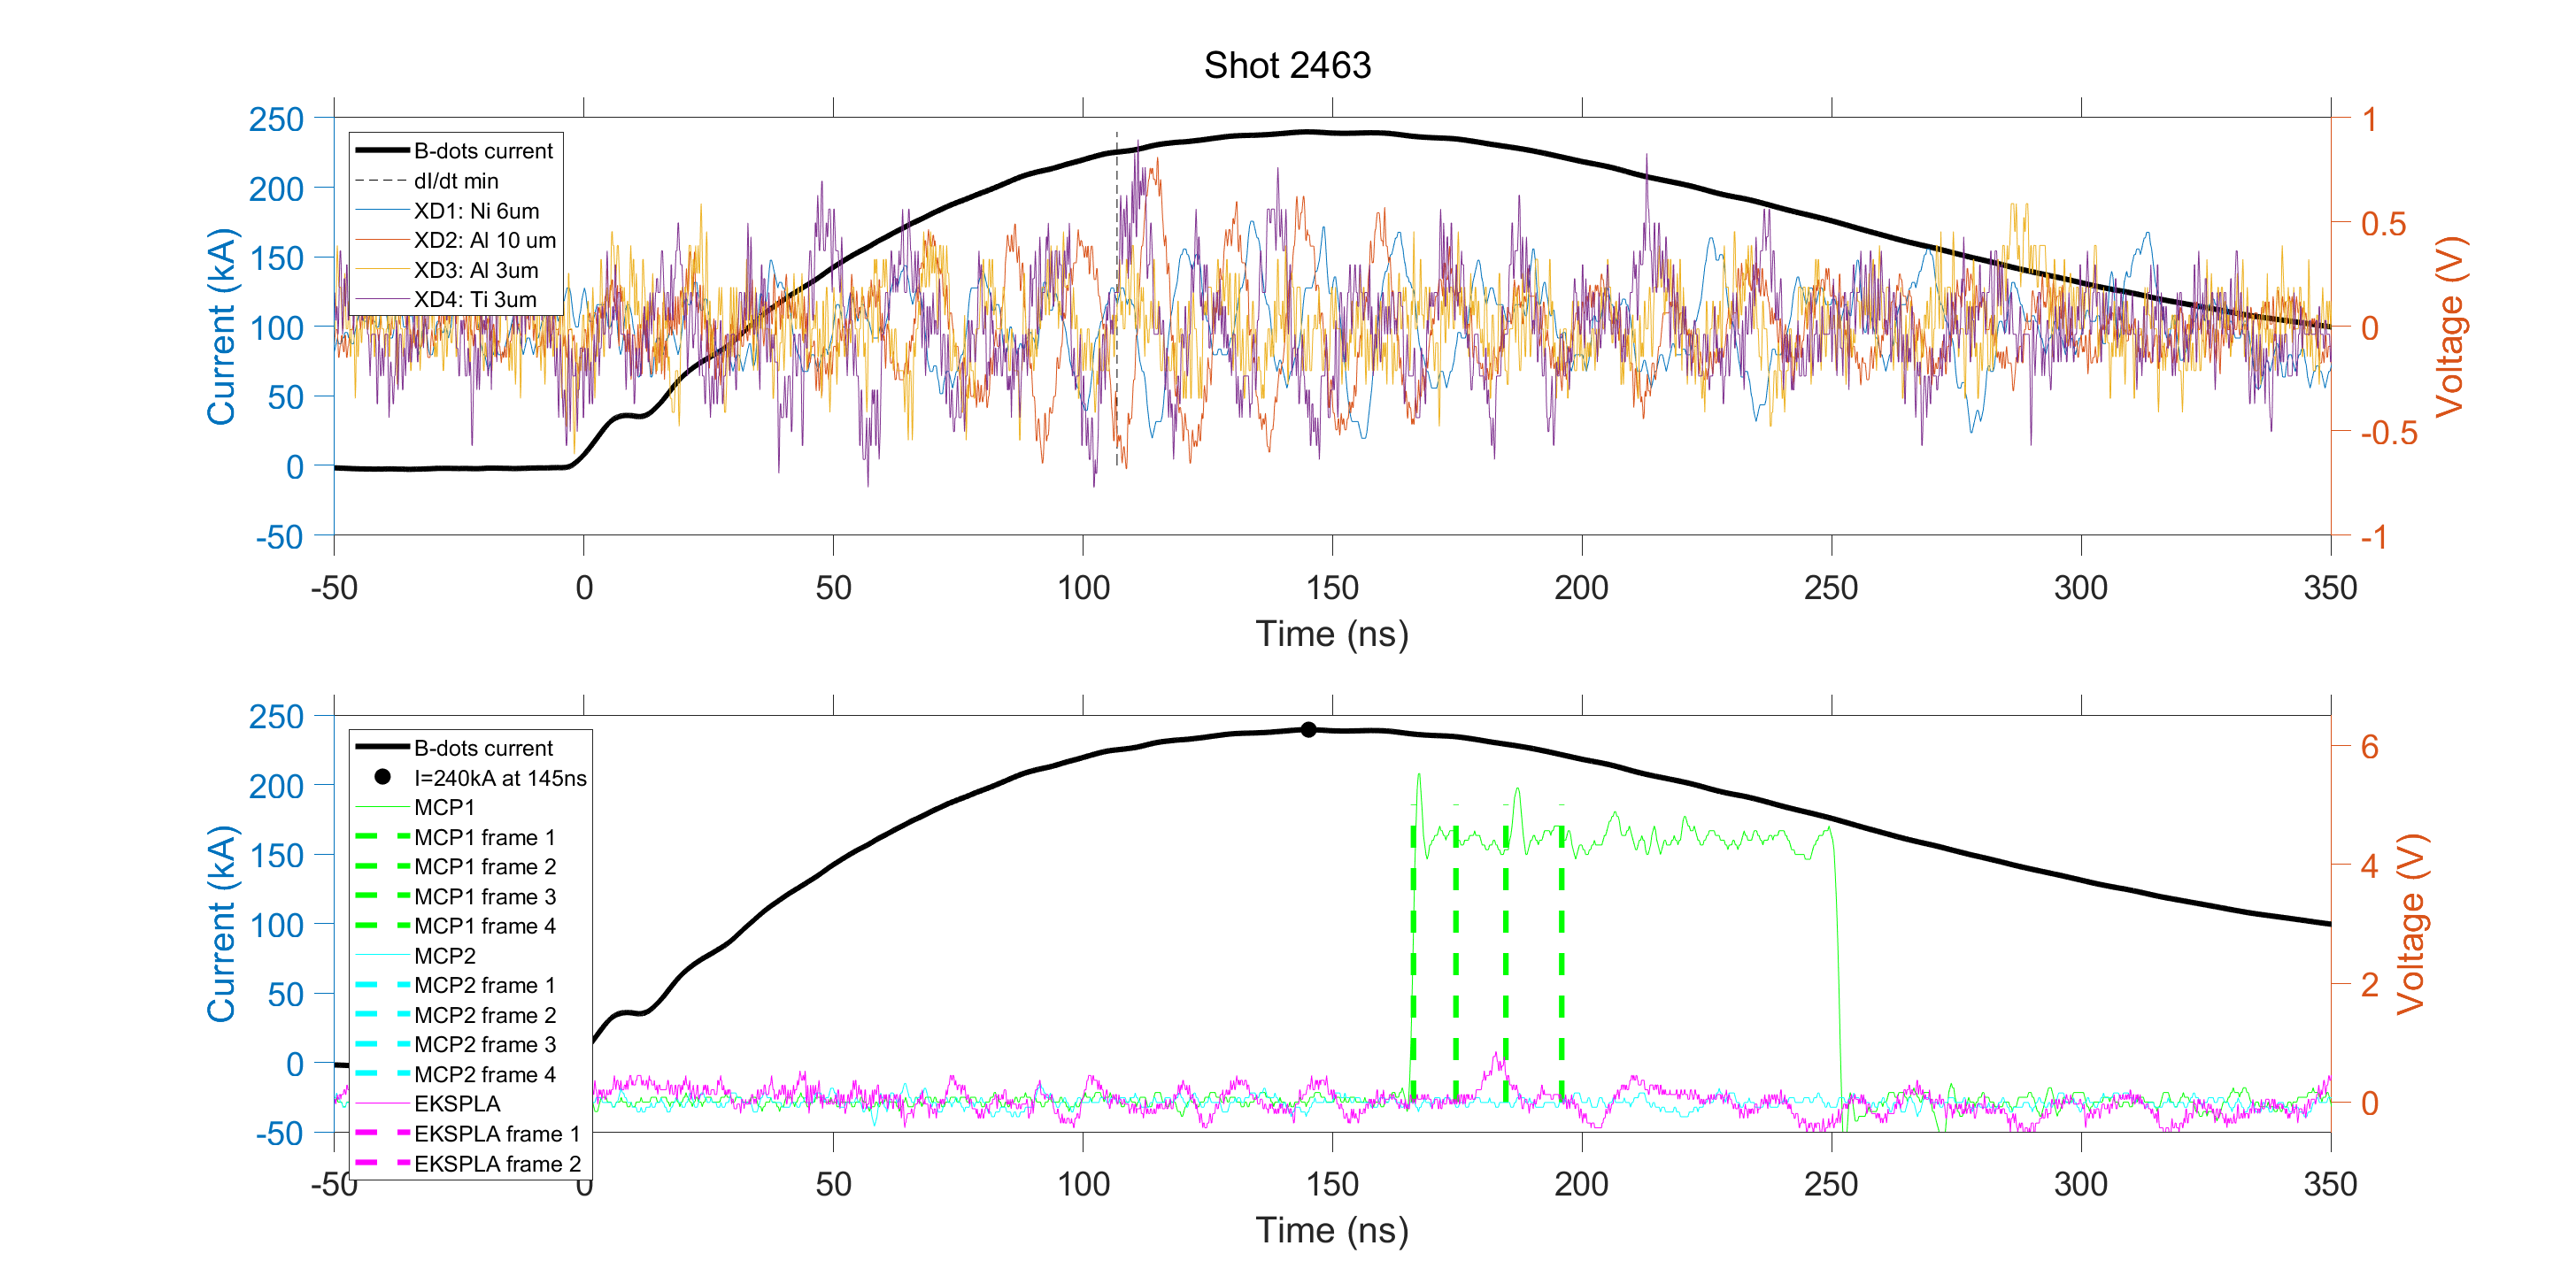 Shot 2463
250
200
150
100
50
0
-50
Current (kA)
B-dots current
dI/dt min
XD1: Ni 6um
XD2: Al 10 um
XD3: Al 3um
XD4: Ti 3um
1
0.5
0
-0.5
-1
Voltage (V)
-50 0 50 100 150 200 250 300 350
Time (ns)
250
200
150
100
50
0
-50
Current (kA)
B-dots current
I=240kA at 145ns
MCP1
MCP1 frame 1
MCP1 frame 2
MCP1 frame 3
MCP1 frame 4
MCP2
MCP2 frame 1
MCP2 frame 2
MCP2 frame 3
MCP2 frame 4
EKSPLA
EKSPLA frame 1
EKSPLA frame 2
6
4
2
0
Voltage (V)
-50 0 50 100 150 200 250 300 350
Time (ns)